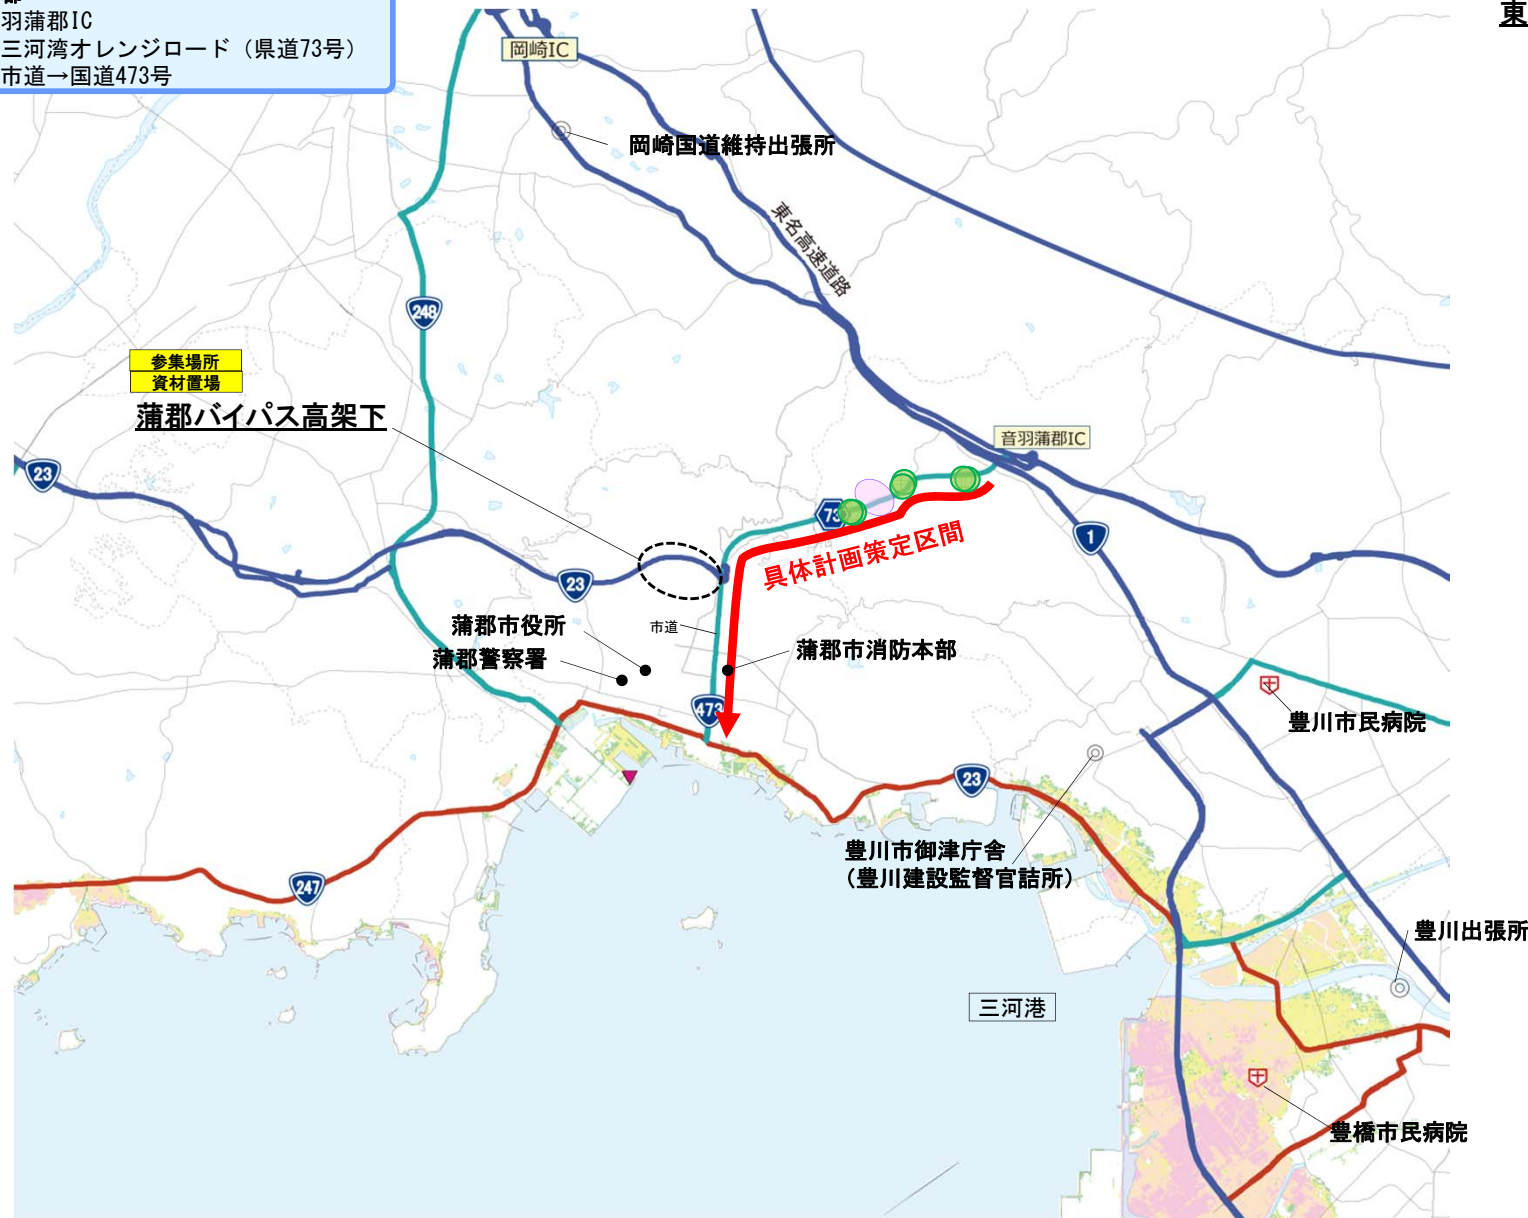 羽蒲郡IC
三河湾オレンジロード（県道73号）
市道→国道473号
東
岡崎IC
岡崎国道維持出張所
東名高速道路
248
参集場所
資材置場
蒲郡バイパス高架下
音羽蒲郡IC
23
73
1
具体計画策定区間
23
蒲郡市役所
市道
蒲郡警察署
蒲郡市消防本部
473
豊川市民病院
23
豊川市御津庁舎
（豊川建設監督官詰所）
247
豊川出張所
三河港
豊橋市民病院